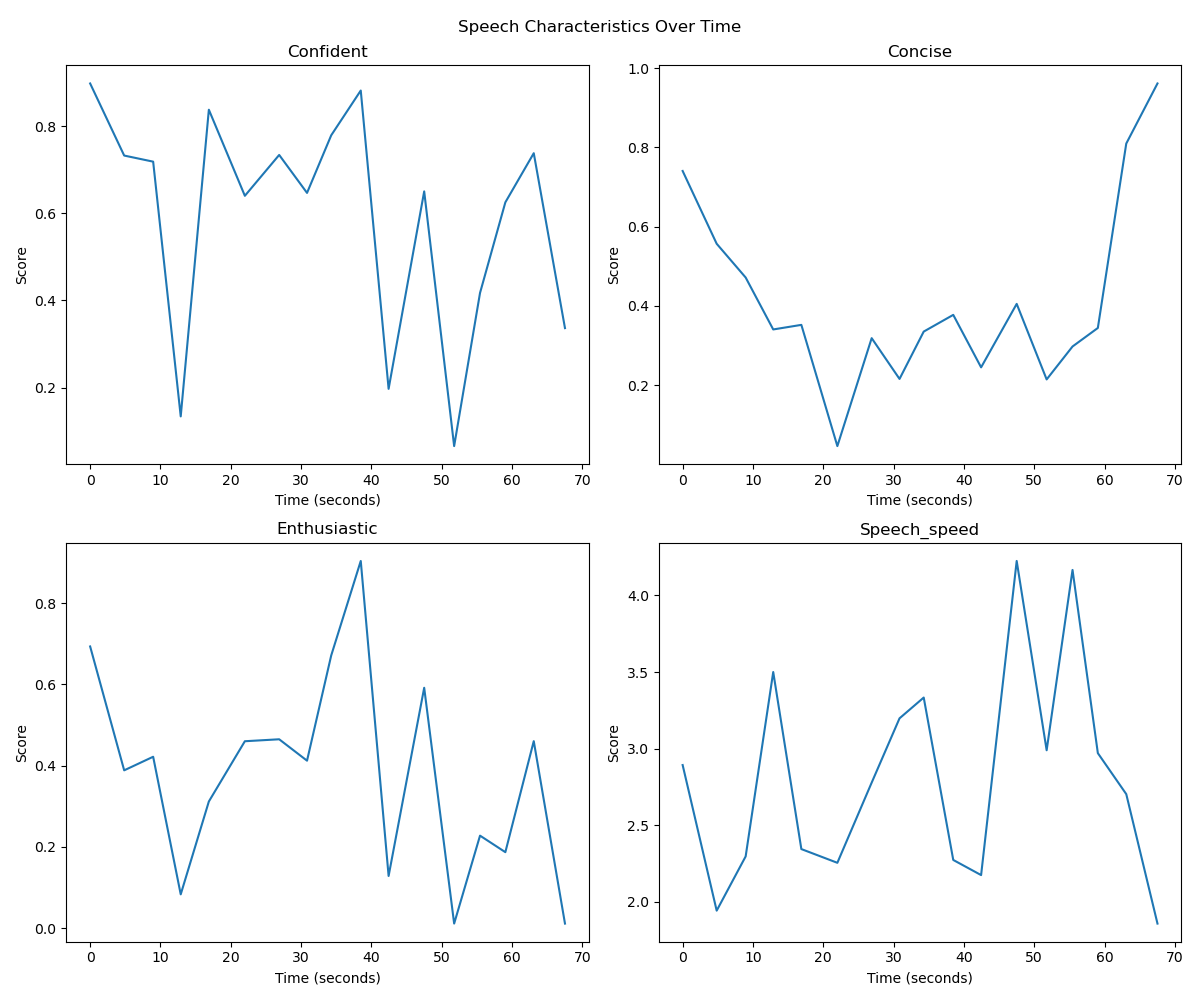 Speech Characteristics Over Time
Confident
Score
0.8
0.6
0.4
0.2
0 10 20 30 40 50 60 70
Time (seconds)
Concise
Score
1.0
0.8
0.6
0.4
0.2
0 10 20 30 40 50 60 70
Time (seconds)
Enthusiastic
Score
0.8
0.6
0.4
0.2
0.0
0 10 20 30 40 50 60 70
Time (seconds)
Speech_speed
Score
4.0
3.5
3.0
2.5
2.0
0 10 20 30 40 50 60 70
Time (seconds)